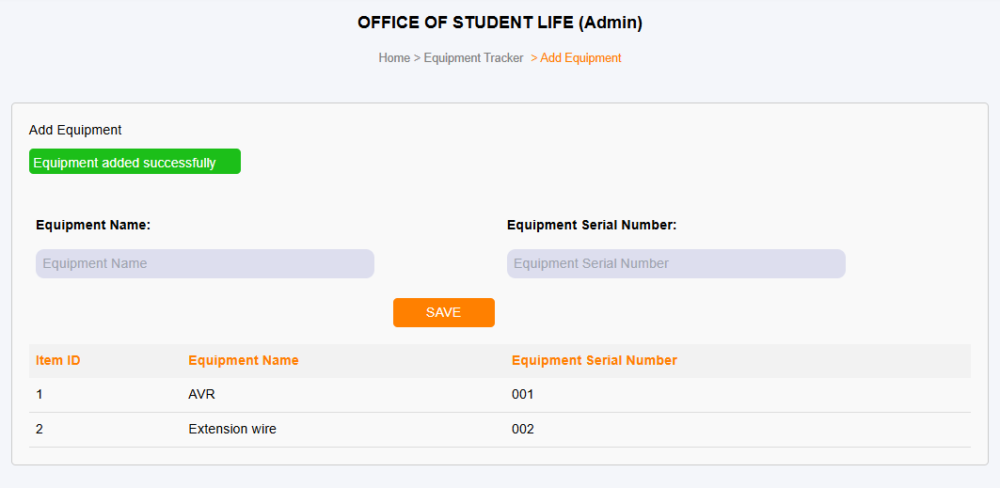 OFFICE OF STUDENT LIFE (Admin)
Home > Equipment Tracker > Add Equipment
Add Equipment
Equipment added successfully
Equipment Name: Equipment Serial Number:
Equipment Name Equipment Serial Number
SAVE
Item ID Equipment Name Equipment Serial Number
1 AVR 001
2 Extension wire 002